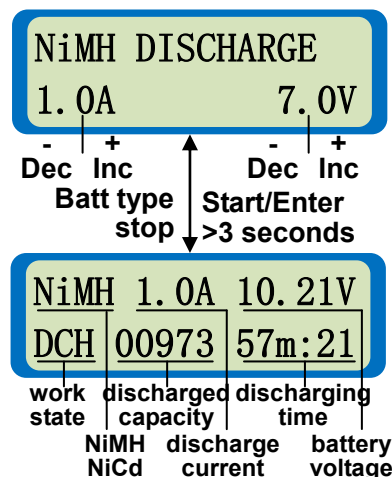 NiMH DISCHARGE
1.0A 7.0V
- + - +
Dec Inc Dec Inc
Batt type Start/Enter
stop >3 seconds
NiMH 1.0A 10.21V
DCH 00973 57m:21
work discharged discharging
state capacity time
NiMH discharge battery
NiCd current voltage